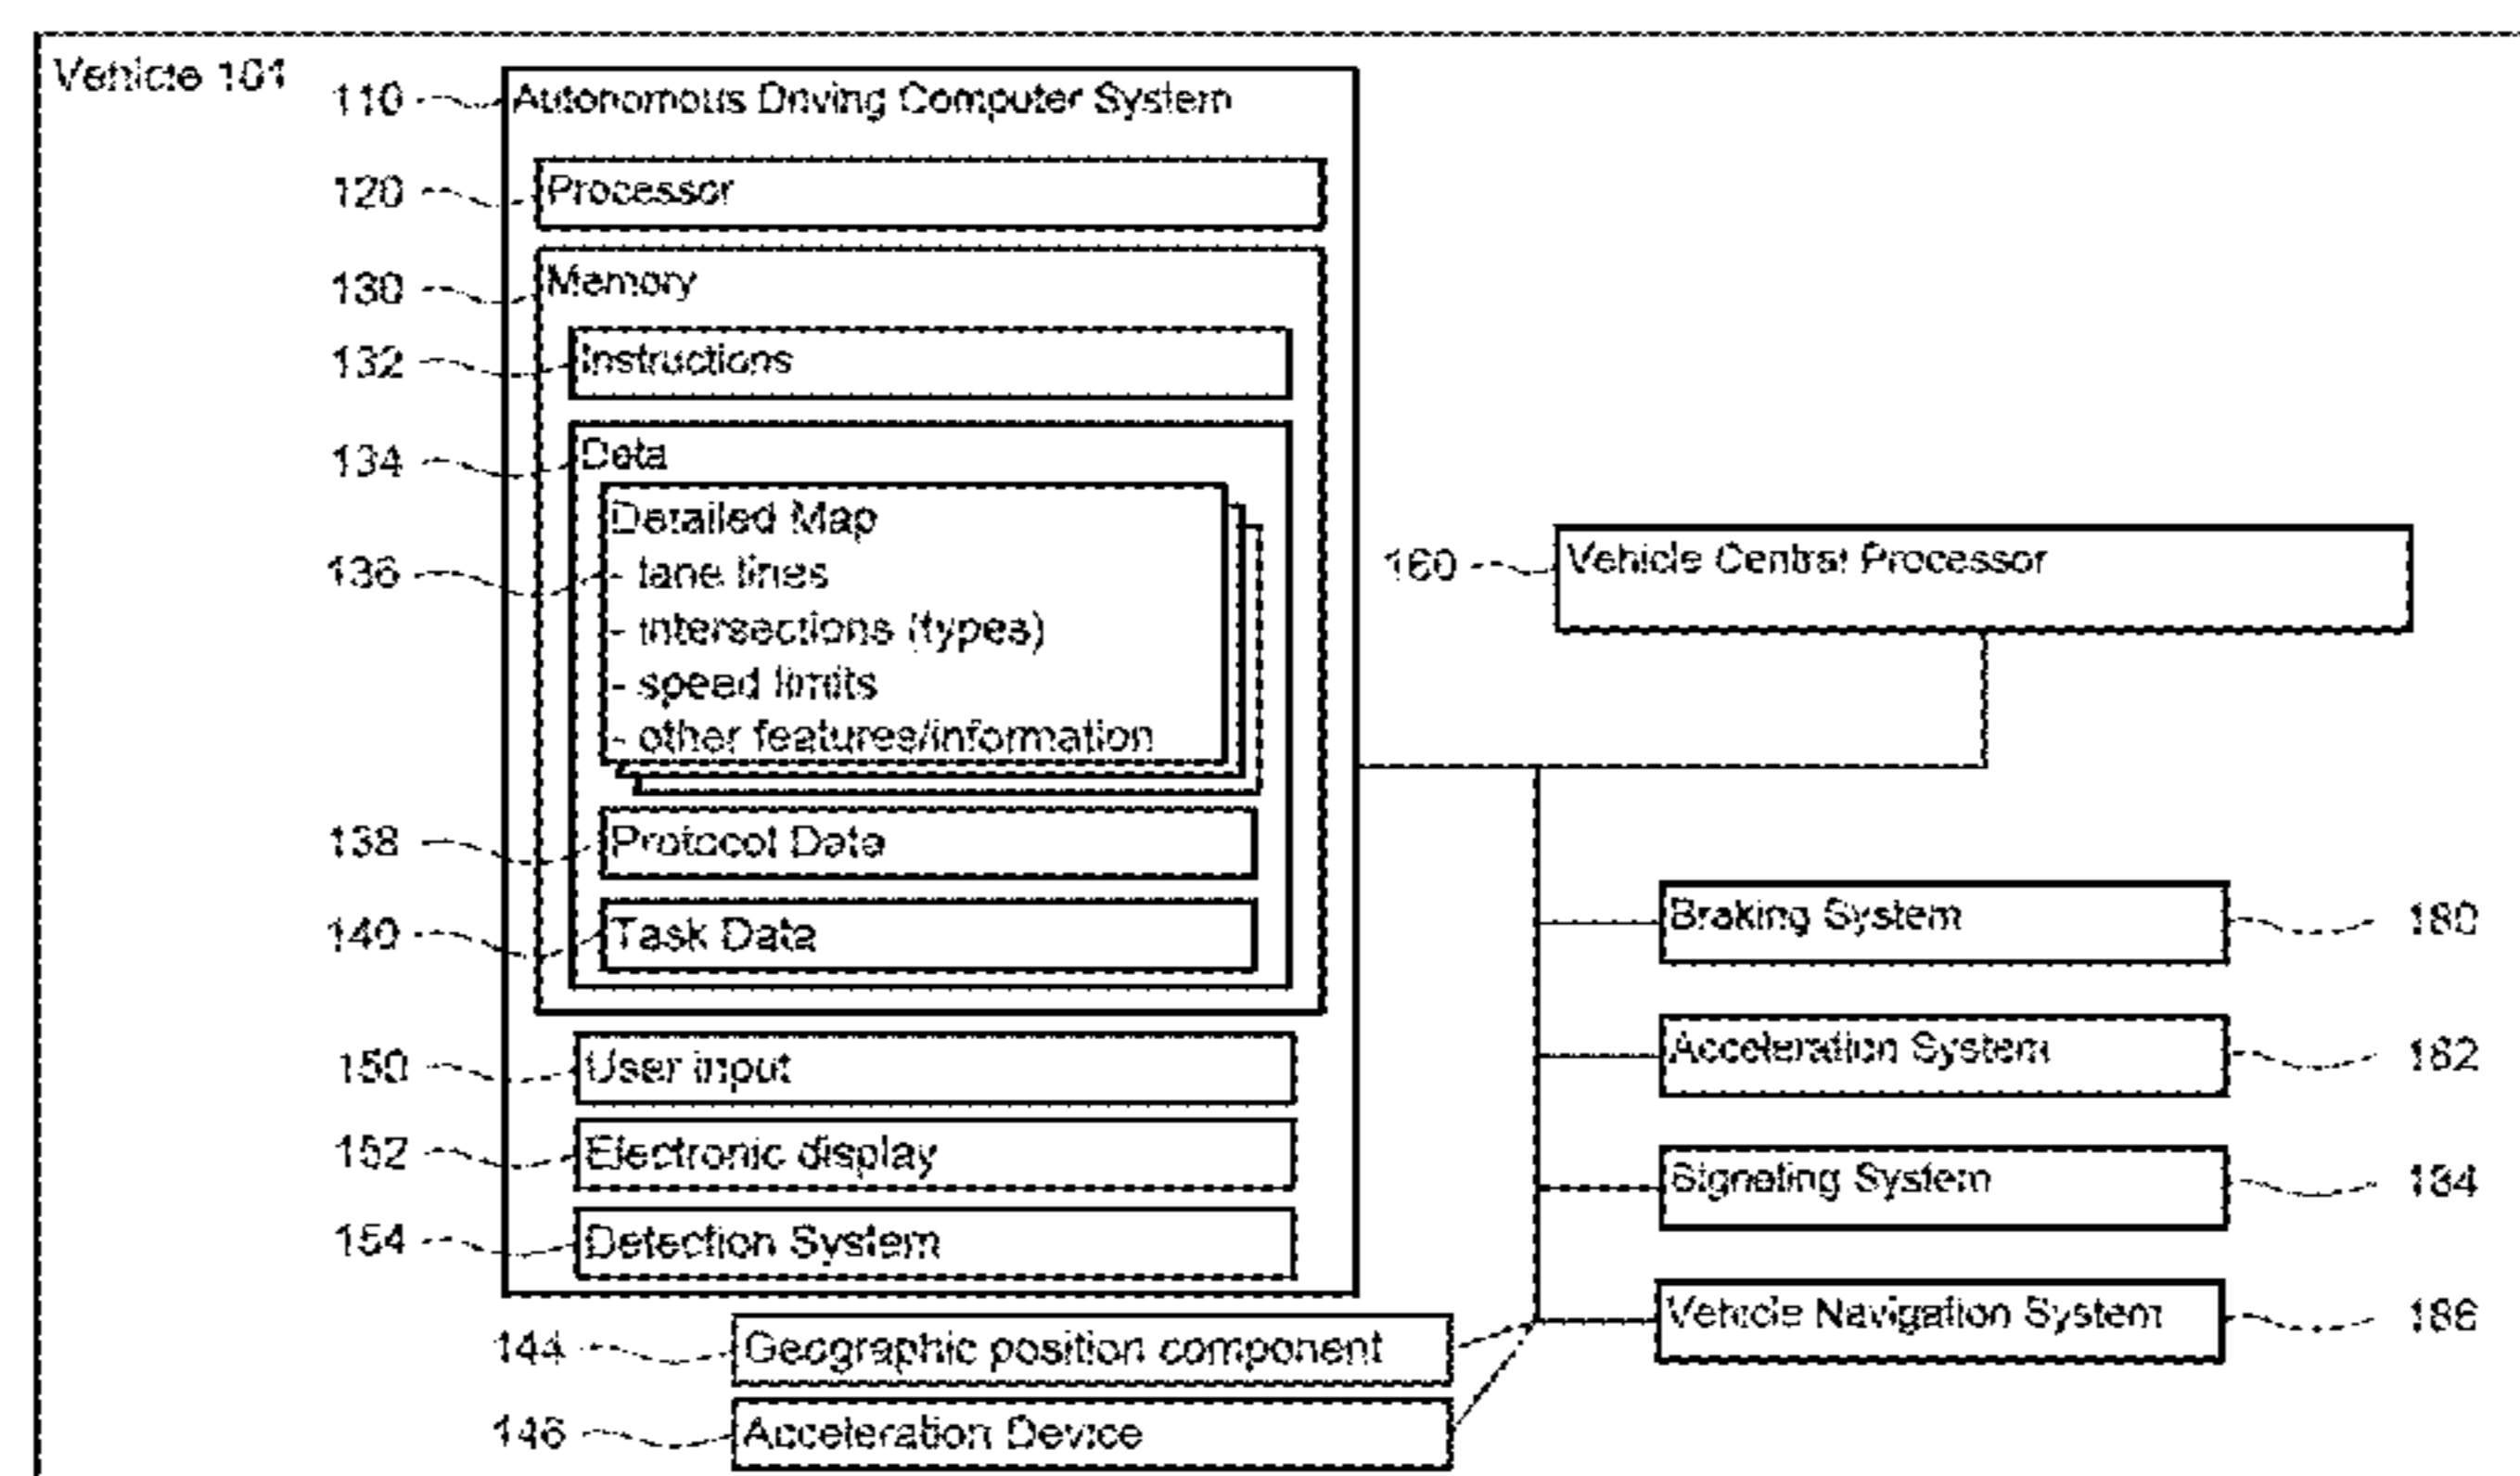 Vehicle 101
110 Autonomous Driving Computer System
120 Processor
130 Memory
132 Instructions
134 Data
Detailed Map
136 - lane lines
- intersections (types)
- speed limits
- other features/information
138 Protocol Data
140 Task Data
150 User input
152 Electronic display
154 Detection System
144 Geographic position component
146 Acceleration Device
160 Vehicle Central Processor
Braking System 180
Acceleration System 182
Signaling System 184
Vehicle Navigation System 186